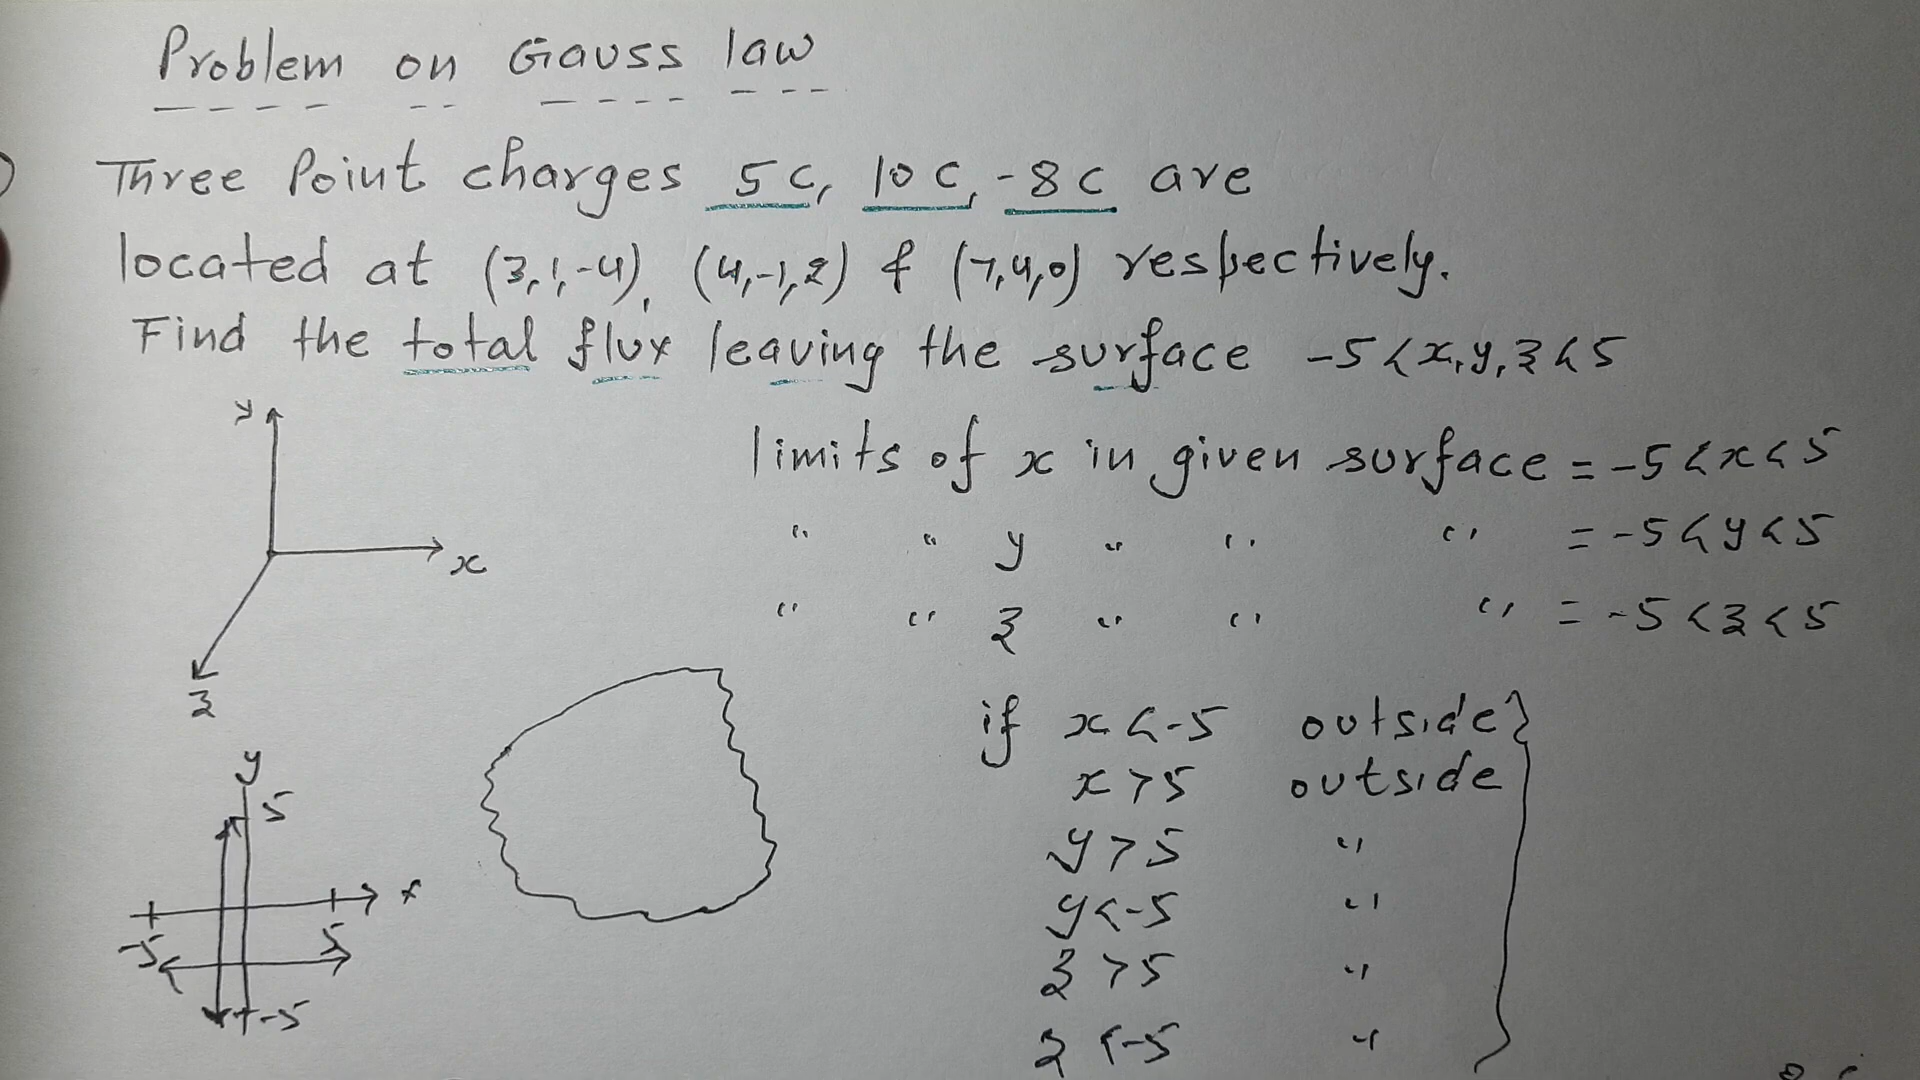 Problem on Gauss law
Three Point charges 5C, 10C, -8C are
located at (3,1,-4), (4,-1,2) & (7,4,0) respectively.
Find the total flux leaving the surface -5<x,y,z<5
y
x
z
limits of x in given surface = -5<x<5
" " y " " " = -5<y<5
" " z " " " = -5<z<5
if x<-5 outside}
x>5 outside
y>5 "
y<-5 "
z>5 "
z<-5 "
y
5
x
-5
5
-5